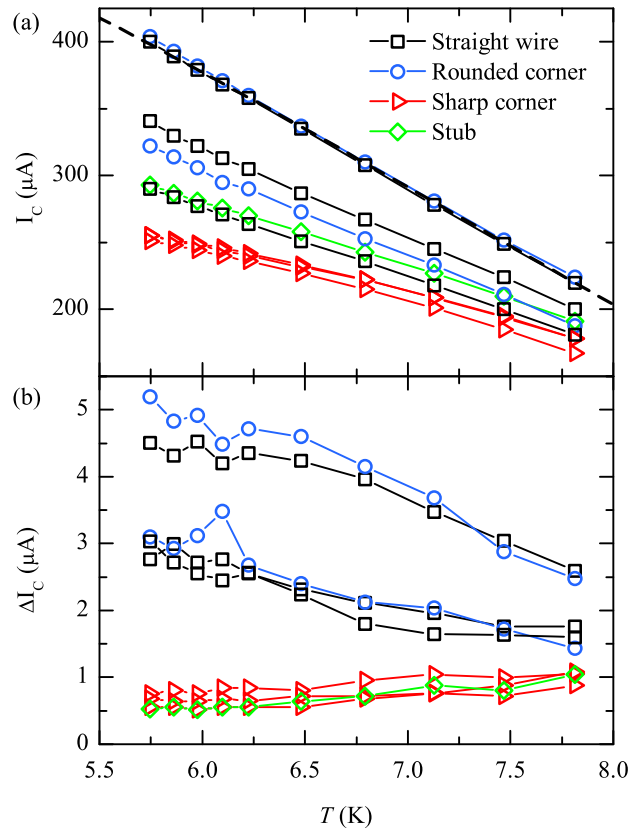 (a)
400
300
200
I_C (μA)
Straight wire
Rounded corner
Sharp corner
Stub
(b)
5
4
3
2
1
0
ΔI_C (μA)
5.5 6.0 6.5 7.0 7.5 8.0
T (K)